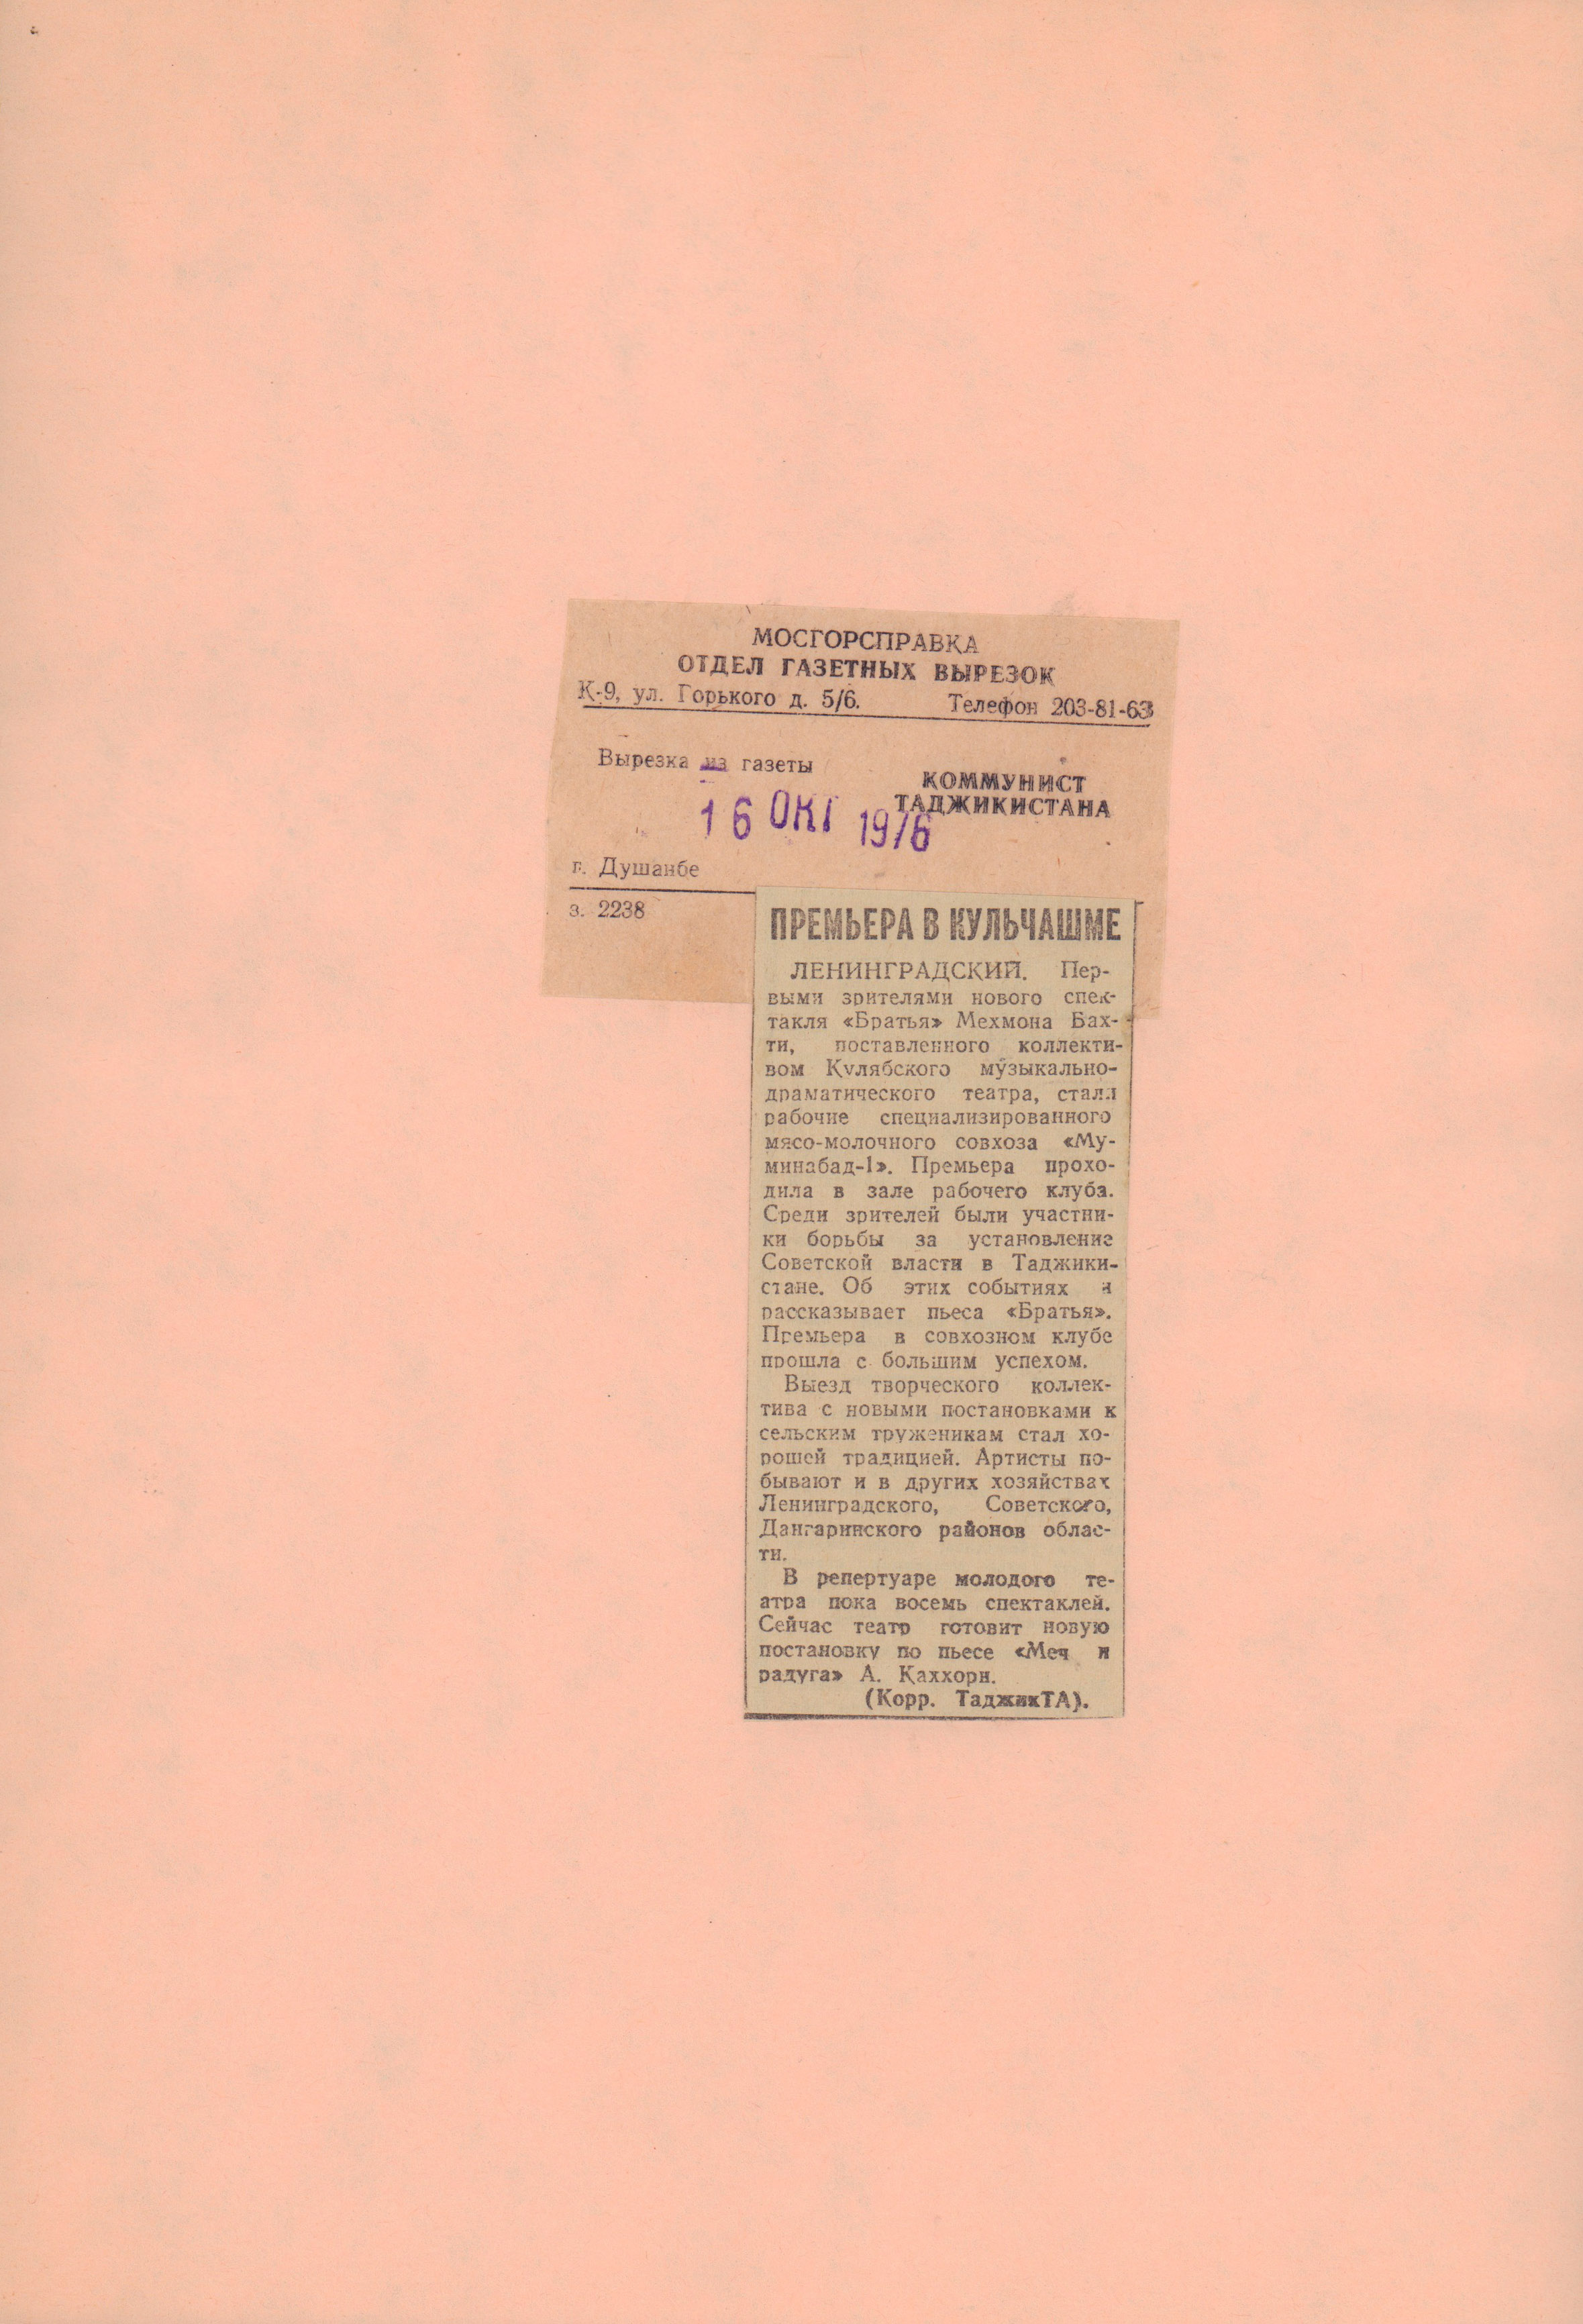 МОСГОРСПРАВКА
ОТДЕЛ ГАЗЕТНЫХ ВЫРЕЗОК
К-9, ул. Горького д. 5/6. Телефон 203-81-63
Вырезка из газеты
КОММУНИСТ
ТАДЖИКИСТАНА
16 ОКТ 1976
г. Душанбе
з. 2238
ПРЕМЬЕРА В КУЛЬЧАШМЕ
ЛЕНИНГРАДСКИЙ. Пер-
выми зрителями нового спек-
такля «Братья» Мехмона Бах-
ти, поставленного коллекти-
вом Кулябского музыкально-
драматического театра, стали
рабочие специализированного
мясо-молочного совхоза «Му-
минабад-1». Премьера прохо-
дила в зале рабочего клуба.
Среди зрителей были участни-
ки борьбы за установление
Советской власти в Таджики-
стане. Об этих событиях и
рассказывает пьеса «Братья».
Премьера в совхозном клубе
прошла с большим успехом.
Выезд творческого коллек-
тива с новыми постановками к
сельским труженикам стал хо-
рошей традицией. Артисты по-
бывают и в других хозяйствах
Ленинградского, Советского,
Дангаринского районов облас-
ти.
В репертуаре молодого те-
атра пока восемь спектаклей.
Сейчас театр готовит новую
постановку по пьесе «Меч и
радуга» А. Каххори.
(Корр. ТаджикТА).